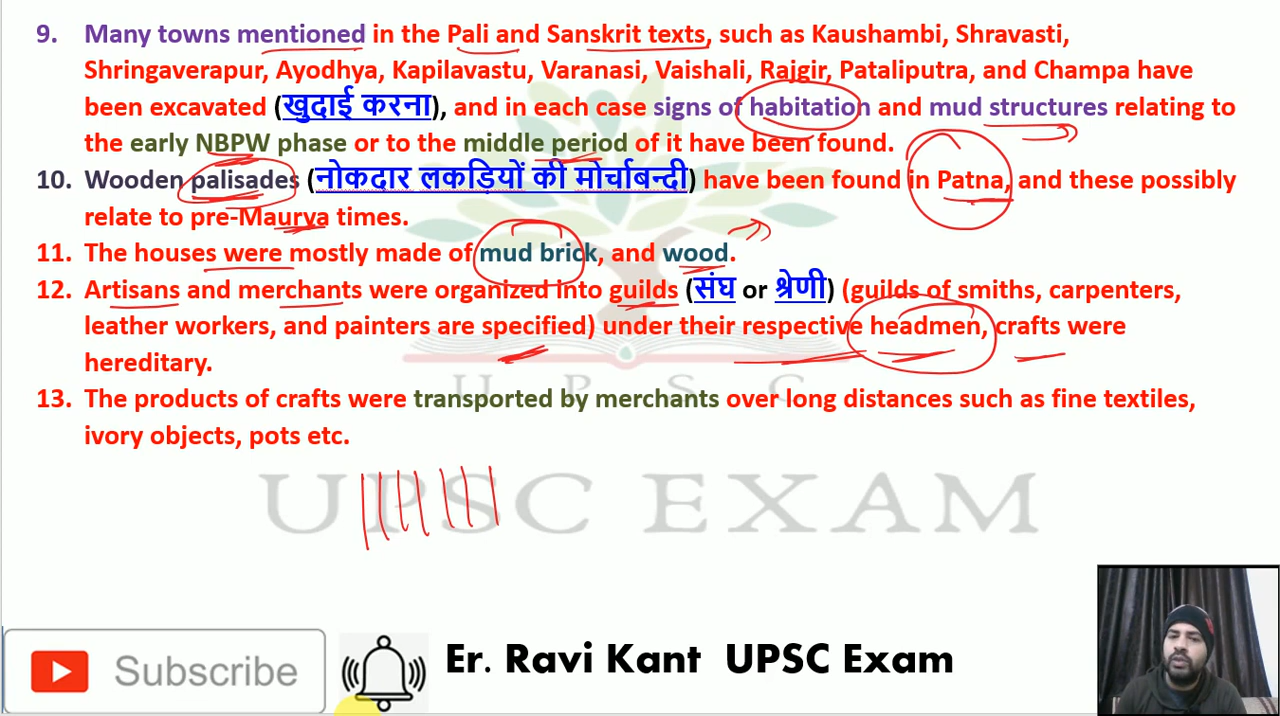 9. Many towns mentioned in the Pali and Sanskrit texts, such as Kaushambi, Shravasti,
Shringaverapur, Ayodhya, Kapilavastu, Varanasi, Vaishali, Rajgir, Pataliputra, and Champa have
been excavated (खुदाई करना), and in each case signs of habitation and mud structures relating to
the early NBPW phase or to the middle period of it have been found.
10. Wooden palisades (नोकदार लकड़ियों की मोर्चाबन्दी) have been found in Patna, and these possibly
relate to pre-Maurya times.
11. The houses were mostly made of mud brick, and wood.
12. Artisans and merchants were organized into guilds (संघ or श्रेणी) (guilds of smiths, carpenters,
leather workers, and painters are specified) under their respective headmen, crafts were
hereditary.
13. The products of crafts were transported by merchants over long distances such as fine textiles,
ivory objects, pots etc.
UPSC
UPSC EXAM
Subscribe
Er. Ravi Kant UPSC Exam